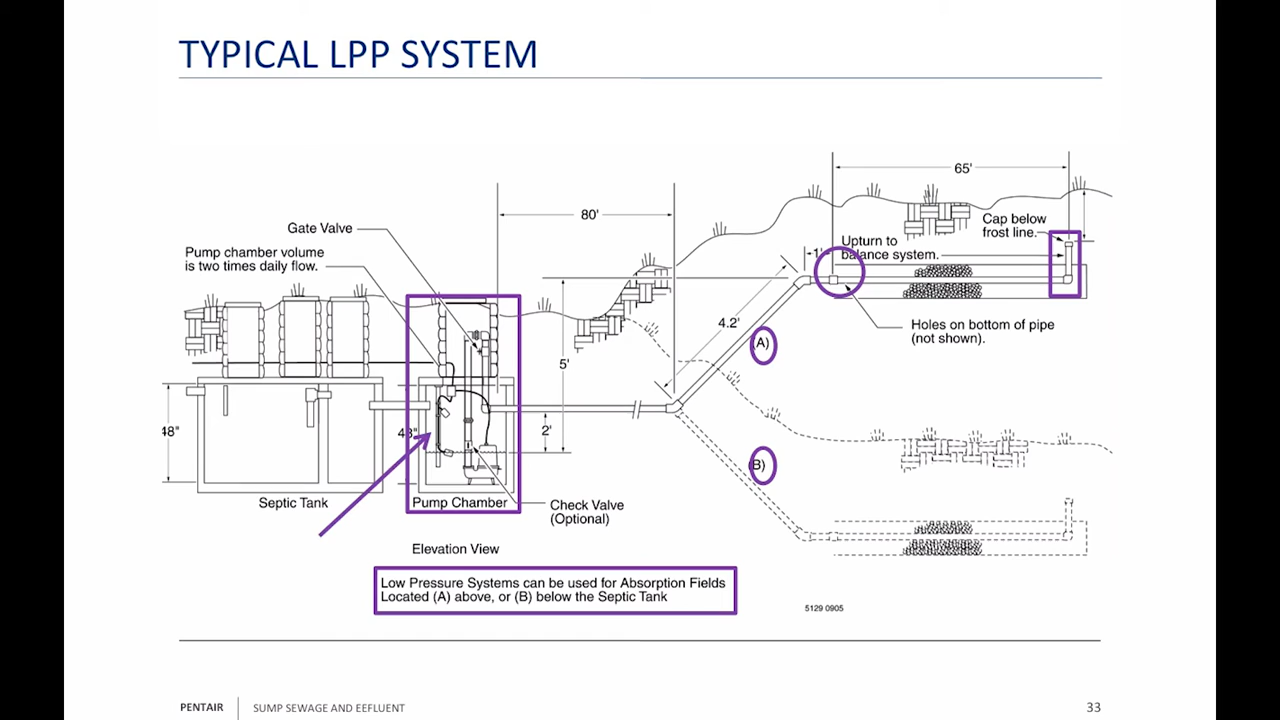 TYPICAL LPP SYSTEM
65'
80'
Gate Valve
Cap below
frost line.
Pump chamber volume
is two times daily flow.
Upturn to
balance system.
1'
4.2'
Holes on bottom of pipe
(not shown).
(A)
5'
48"
48"
2'
(B)
Septic Tank
Pump Chamber
Check Valve
(Optional)
Elevation View
Low Pressure Systems can be used for Absorption Fields
Located (A) above, or (B) below the Septic Tank
5129 0905
PENTAIR
SUMP SEWAGE AND EEFLUENT
33